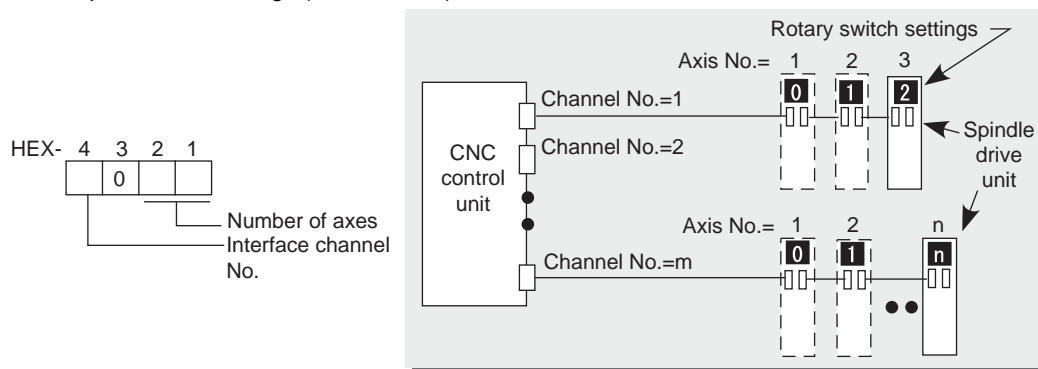 HEX- 4 3 2 1
0
Number of axes
Interface channel
No.
Rotary switch settings
Axis No.= 1 2 3
0 1 2
Channel No.=1
Channel No.=2
CNC
control
unit
Spindle
drive
unit
Axis No.= 1 2 n
0 1 n
Channel No.=m